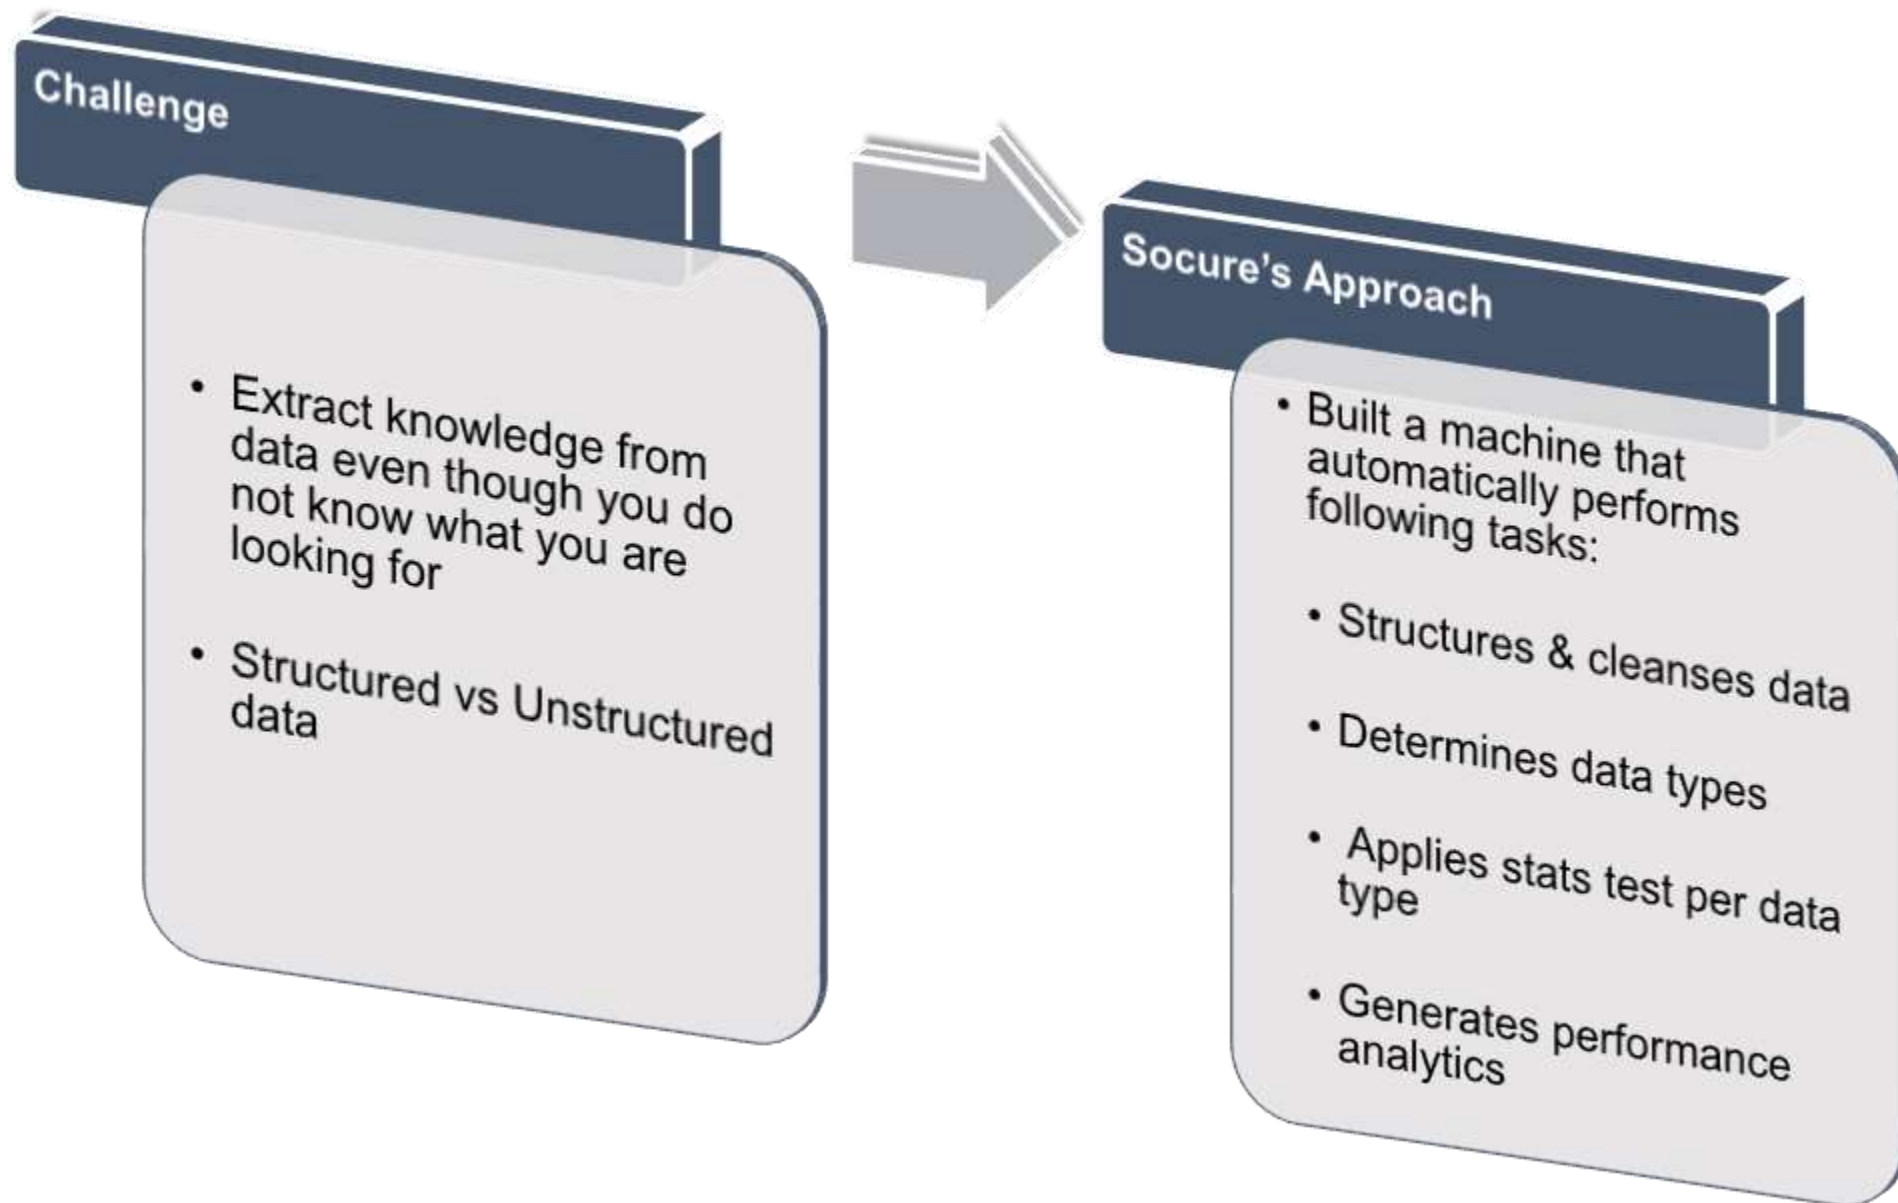 Challenge
• Extract knowledge from
data even though you do
not know what you are
looking for
• Structured vs Unstructured
data
Socure's Approach
• Built a machine that
automatically performs
following tasks:
• Structures & cleanses data
• Determines data types
• Applies stats test per data
type
• Generates performance
analytics